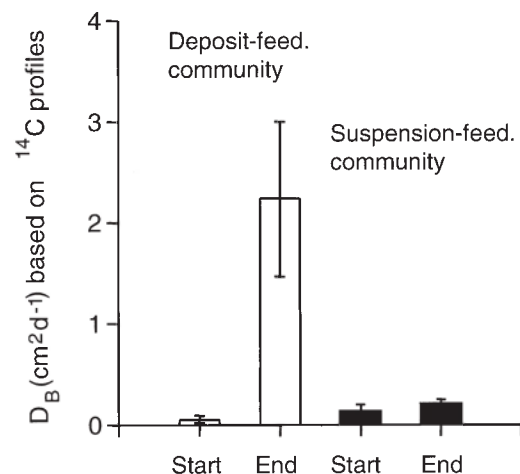 D_B (cm²d⁻¹) based on ¹⁴C profiles
4
3
2
1
0
Deposit-feed.
community
Suspension-feed.
community
Start End Start End